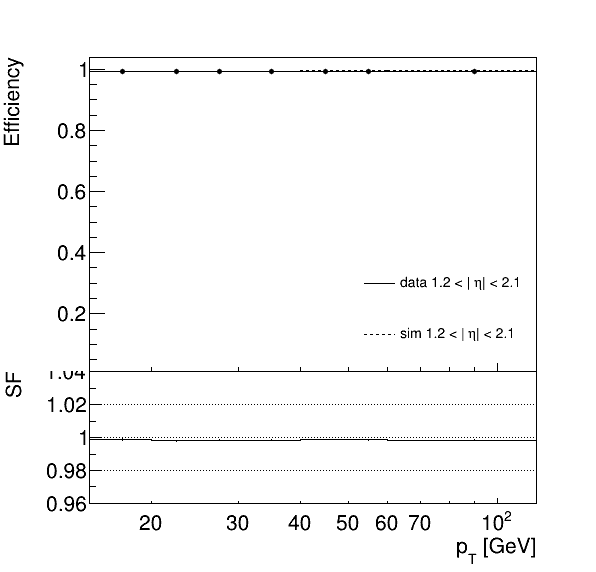 Efficiency
1
0.8
0.6
0.4
0.2
data 1.2 < | η| < 2.1
sim 1.2 < | η| < 2.1
SF
1.04
1.02
1
0.98
0.96
20 30 40 50 60 70 10²
p_T [GeV]